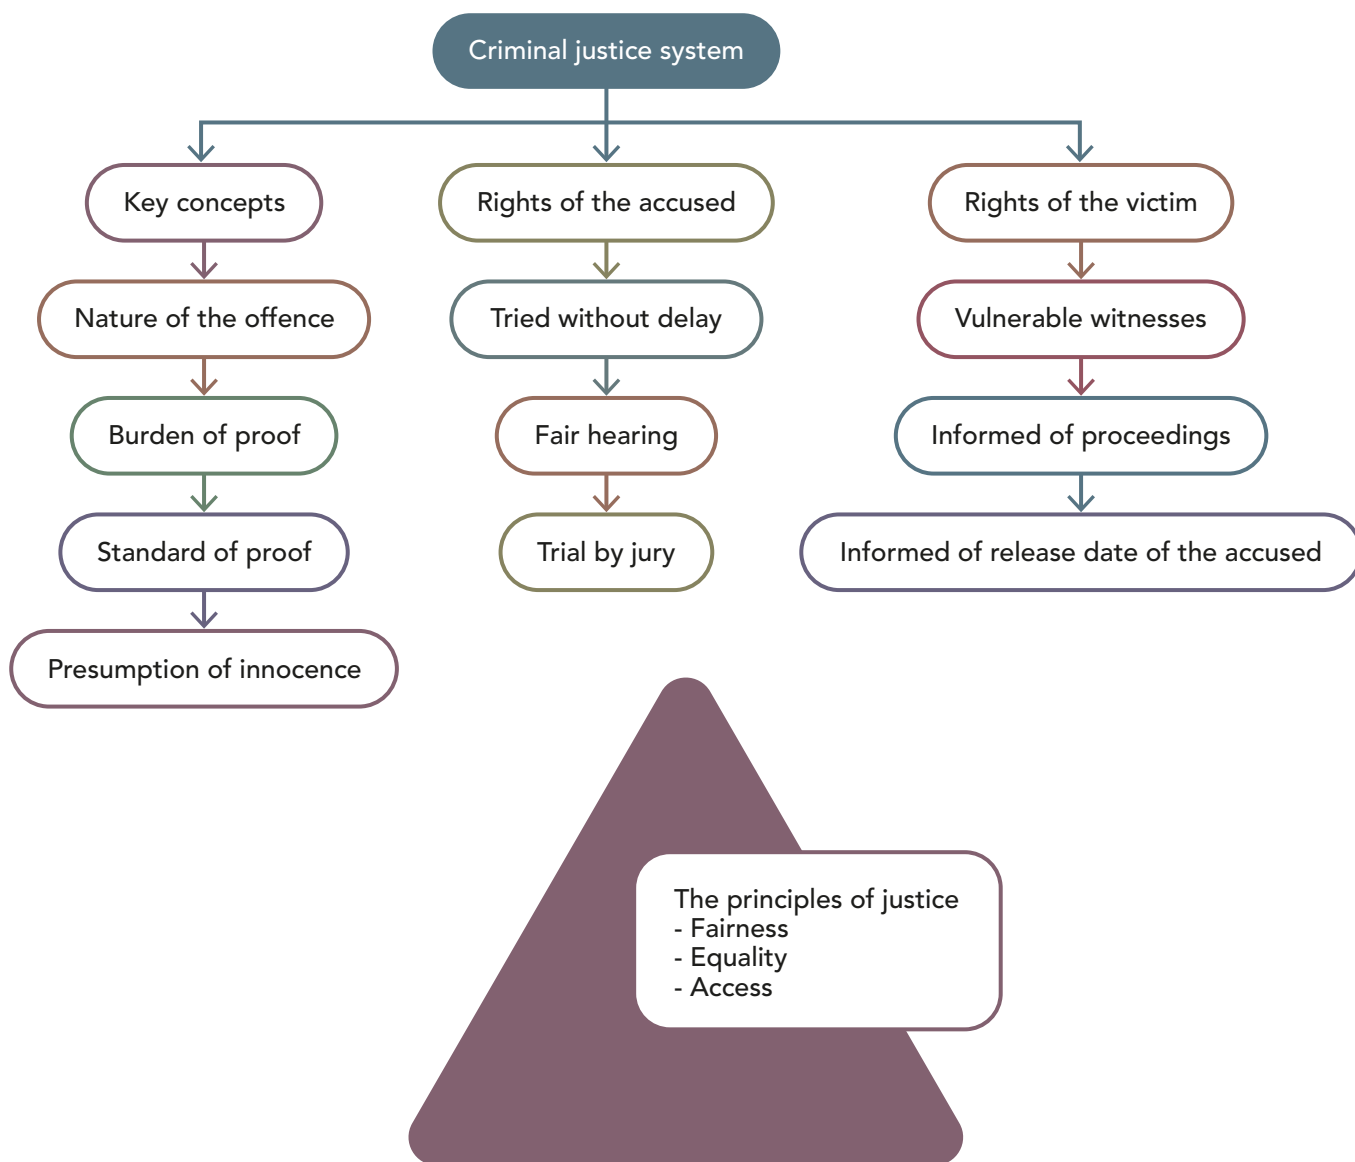 Criminal justice system
Key concepts
Rights of the accused
Rights of the victim
Nature of the offence
Tried without delay
Vulnerable witnesses
Burden of proof
Fair hearing
Informed of proceedings
Standard of proof
Trial by jury
Informed of release date of the accused
Presumption of innocence
The principles of justice
- Fairness
- Equality
- Access